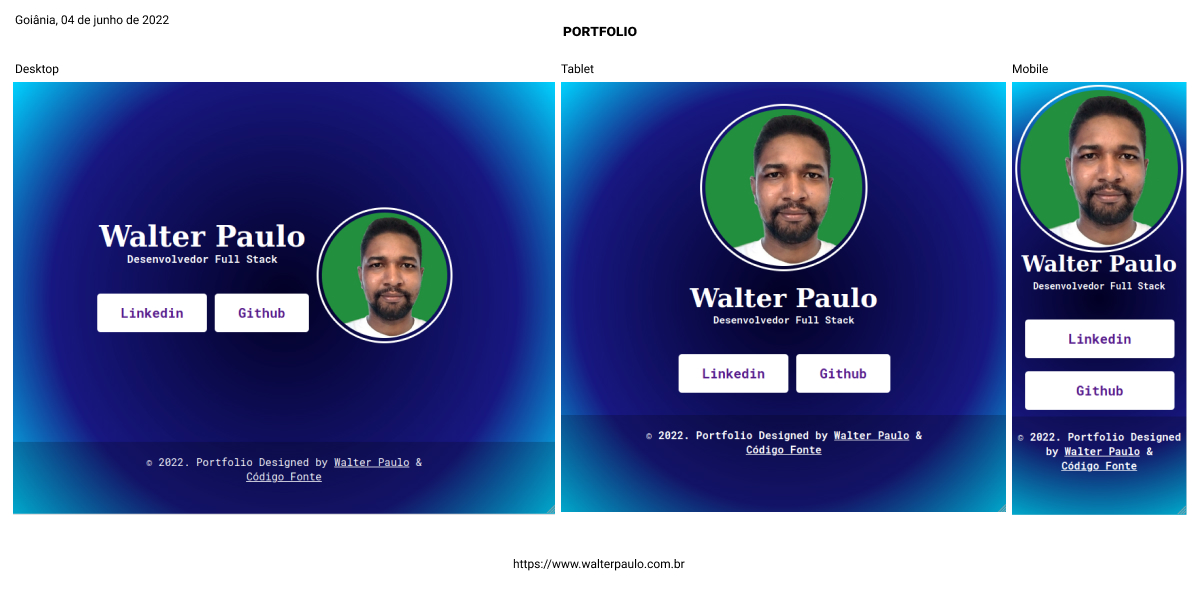 Goiânia, 04 de junho de 2022
PORTFOLIO
Desktop
Walter Paulo
Desenvolvedor Full Stack
Linkedin
Github
© 2022. Portfolio Designed by Walter Paulo &
Código Fonte
Tablet
Walter Paulo
Desenvolvedor Full Stack
Linkedin
Github
© 2022. Portfolio Designed by Walter Paulo &
Código Fonte
Mobile
Walter Paulo
Desenvolvedor Full Stack
Linkedin
Github
© 2022. Portfolio Designed
by Walter Paulo &
Código Fonte
https://www.walterpaulo.com.br